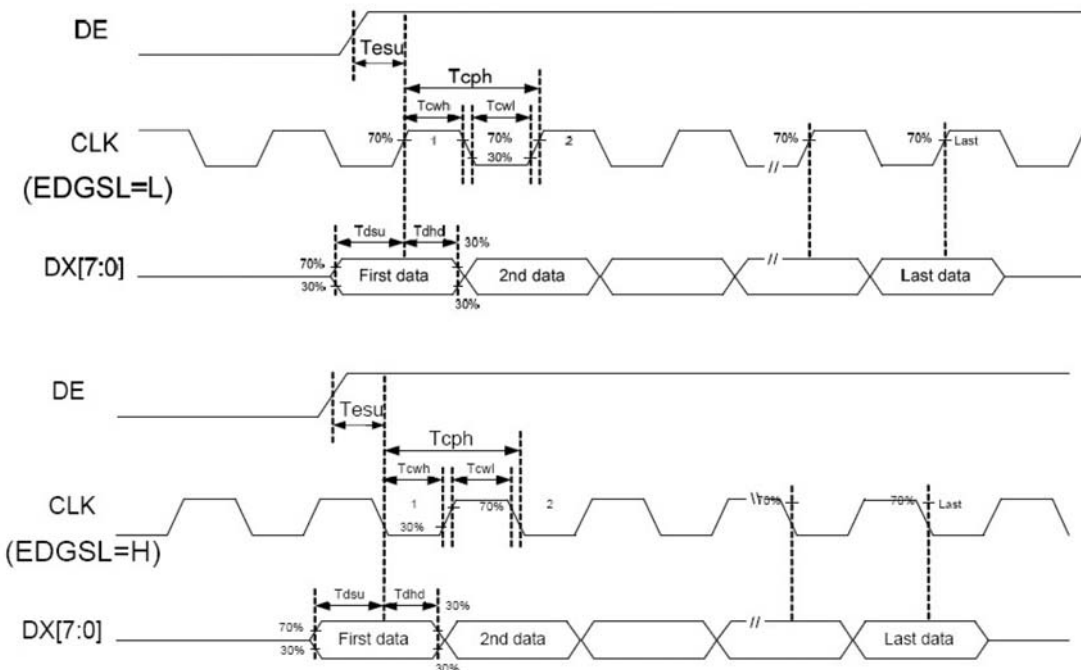 DE
Tesu
Tcph
Tcwh Tcwl
CLK 70% 1 70% 2 70% 70% Last
30%
(EDGSL=L)
//
Tdsu Tdhd 30%
DX[7:0] 70% First data 2nd data // Last data
30% 30%
DE
Tesu
Tcph
Tcwh Tcwl
CLK 1 70% 2 \\ 70% 70% Last
30%
(EDGSL=H)
Tdsu Tdhd 30%
DX[7:0] 70% First data 2nd data // Last data
30% 30%